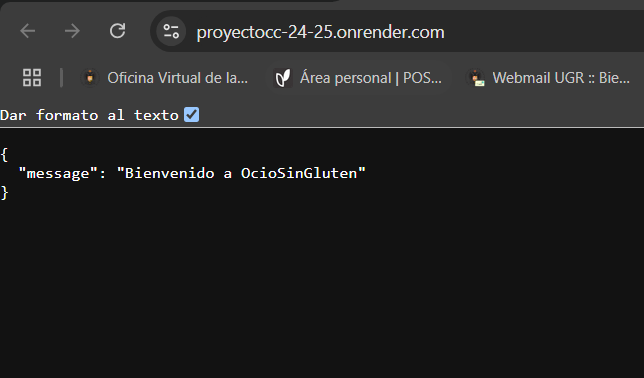 proyectocc-24-25.onrender.com
Oficina Virtual de la...
Área personal | POS...
Webmail UGR :: Bie...
Dar formato al texto
{
"message": "Bienvenido a OcioSinGluten"
}